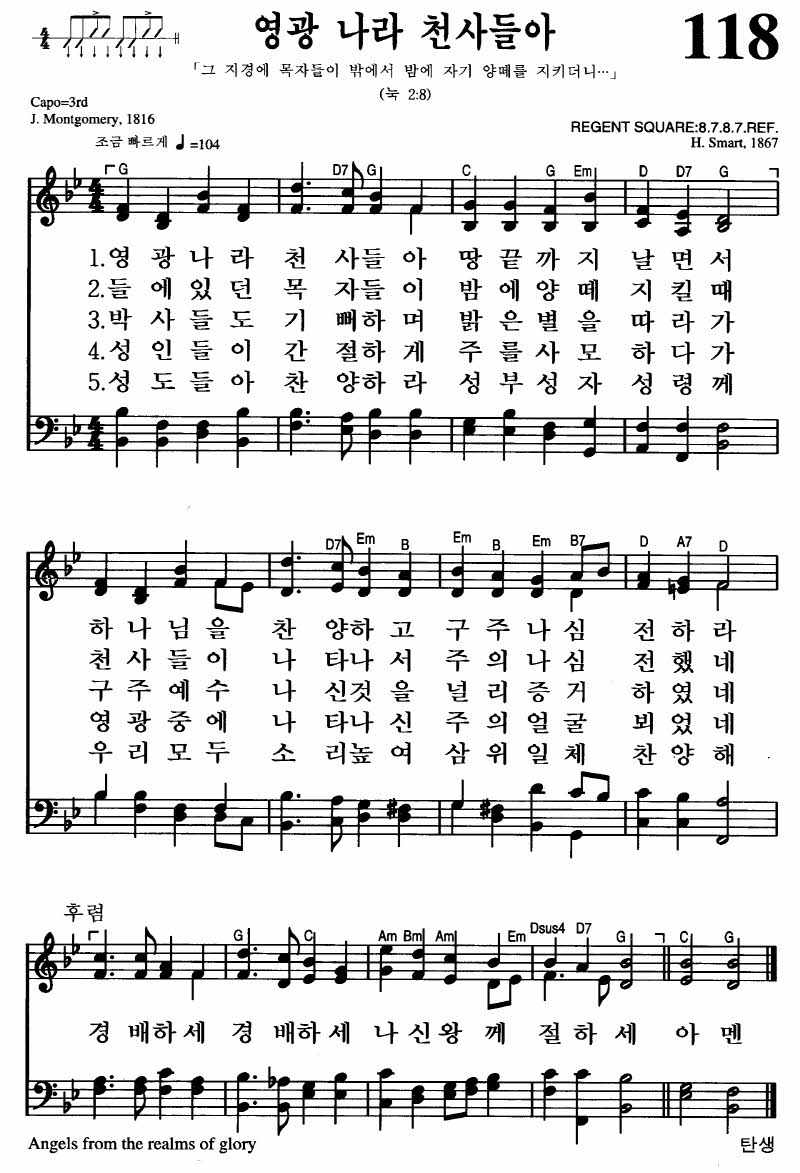 영광 나라 천사들아
118
「그 지경에 목자들이 밖에서 밤에 자기 양떼를 지키더니…」
(눅 2:8)
Capo=3rd
J. Montgomery, 1816
조금 빠르게 ♩=104
REGENT SQUARE:8.7.8.7.REF.
H. Smart, 1867
G D7 G C G Em D D7 G
1.영 광 나 라 천 사들 아 땅 끝 까 지 날 면 서
2.들 에 있 던 목 자들 이 밤 에 양 떼 지 킬 때
3.박 사 들 도 기 뻐하 며 밝 은 별 을 따 라 가
4.성 인 들 이 간 절하 게 주 를 사 모 하 다 가
5.성 도 들 아 찬 양하 라 성 부 성 자 성 령 께
D7 Em B Em B Em B7 D A7 D
하 나 님 을 찬 양하 고 구 주 나 심 전 하 라
천 사 들 이 나 타나 서 주 의 나 심 전 했 네
구 주 예 수 나 신것 을 널 리 증 거 하 였 네
영 광 중 에 나 타나 신 주 의 얼 굴 뵈 었 네
우 리 모 두 소 리높 여 삼 위 일 체 찬 양 해
후렴
G C Am Bm Am Em Dsus4 D7 G C G
경 배하 세 경 배하 세 나 신 왕 께 절 하 세 아 멘
Angels from the realms of glory
탄생